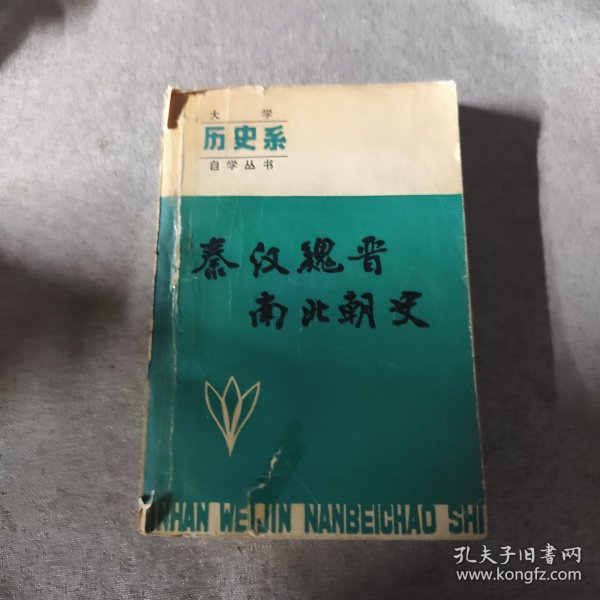 大学
历史系
自学丛书
秦汉魏晋
南北朝史
INHAN WEIJIN NANBEICHAO SHI
孔夫子旧书网
www.kongfz.com